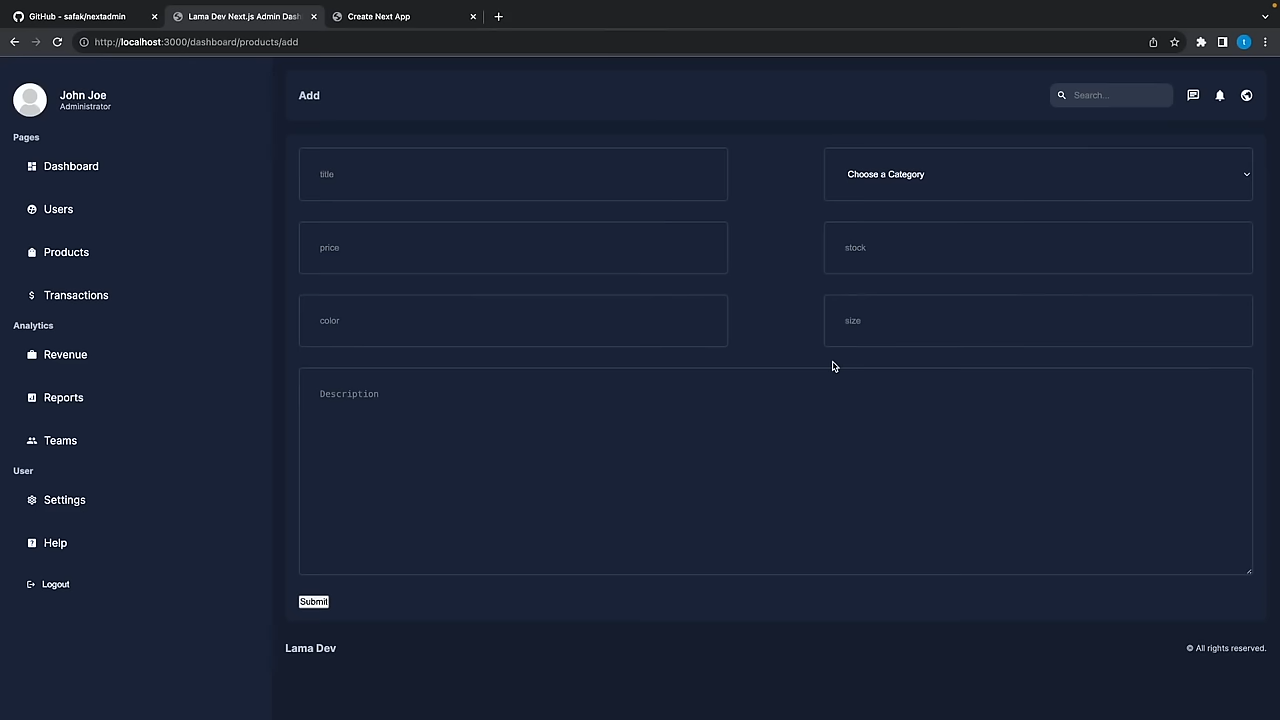 GitHub - safak/nextadmin
Lama Dev Next.js Admin Dash
Create Next App
http://localhost:3000/dashboard/products/add
t
John Joe
Administrator
Pages
Dashboard
Users
Products
Transactions
Analytics
Revenue
Reports
Teams
User
Settings
Help
Logout
Add
Search...
title
Choose a Category
price
stock
color
size
Description
Submit
Lama Dev
© All rights reserved.